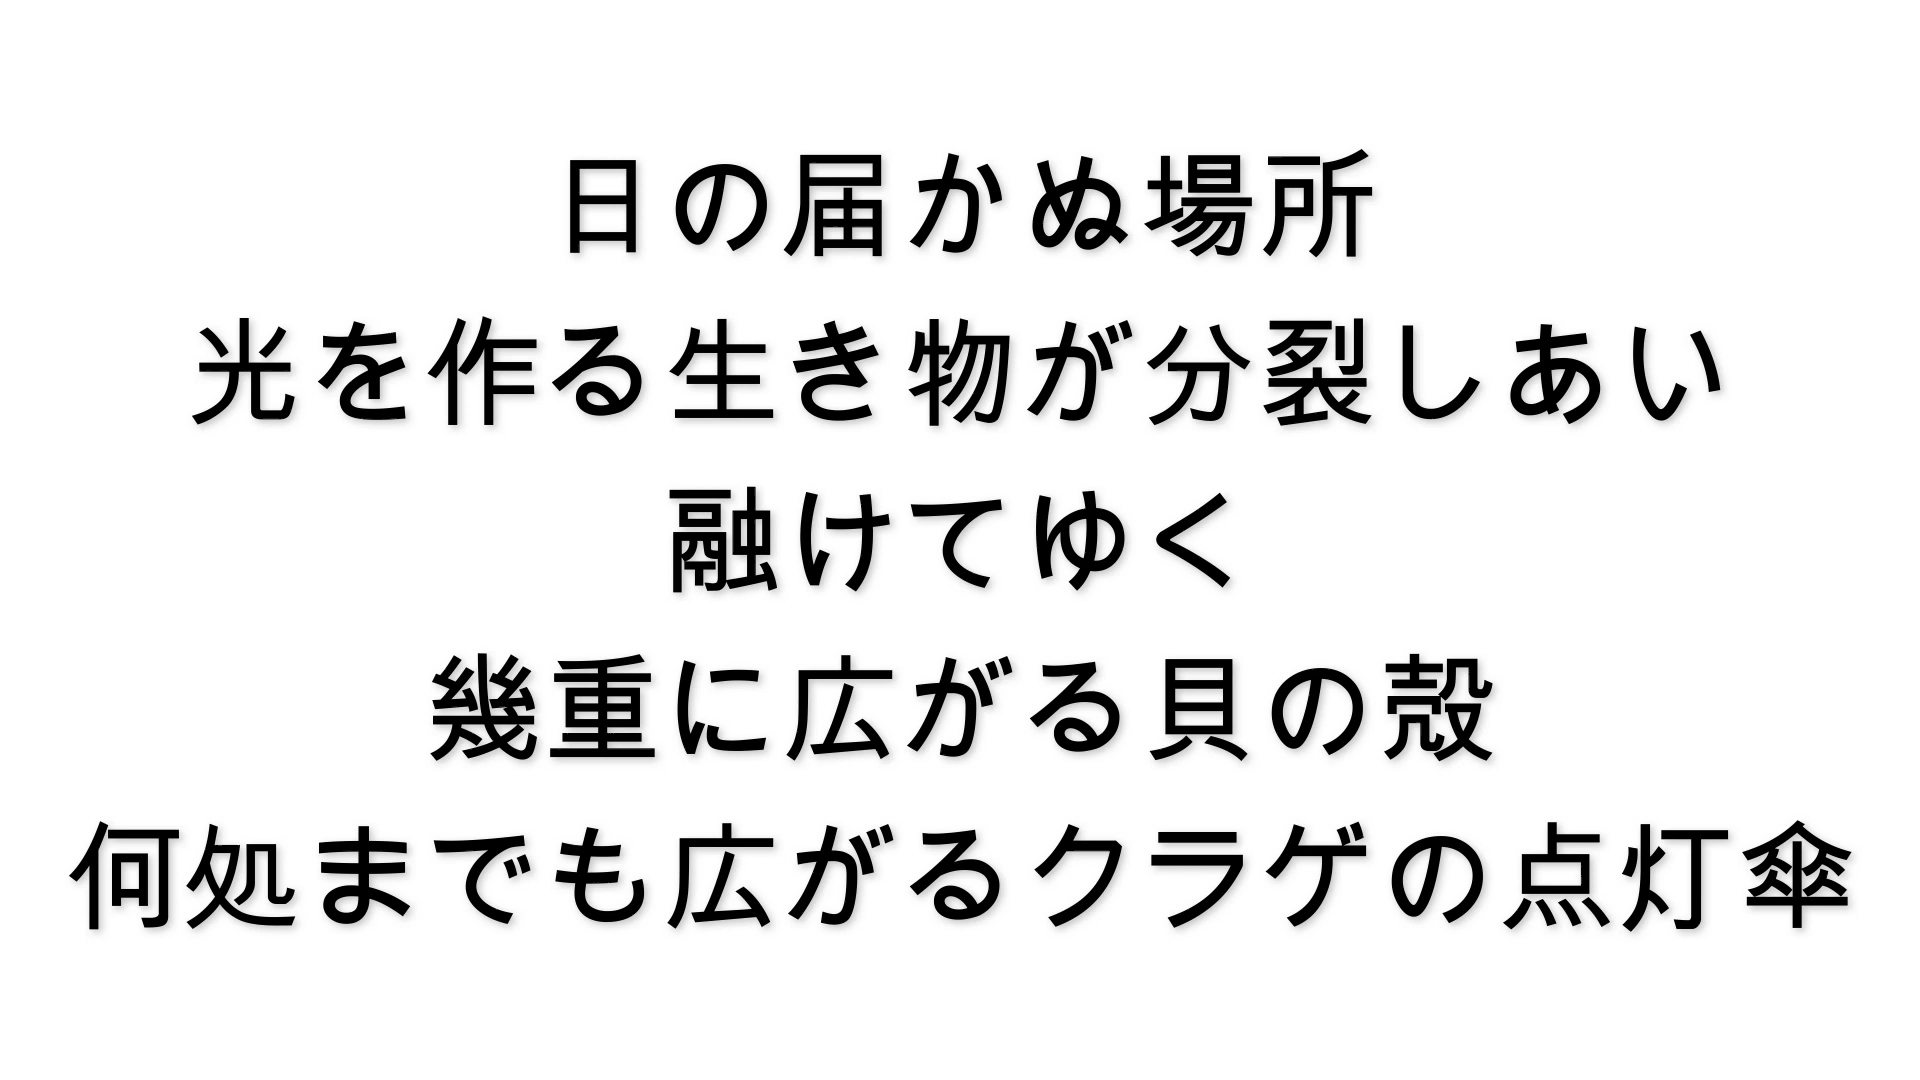 日の届かぬ場所
光を作る生き物が分裂しあい
融けてゆく
幾重に広がる貝の殻
何処までも広がるクラゲの点灯傘